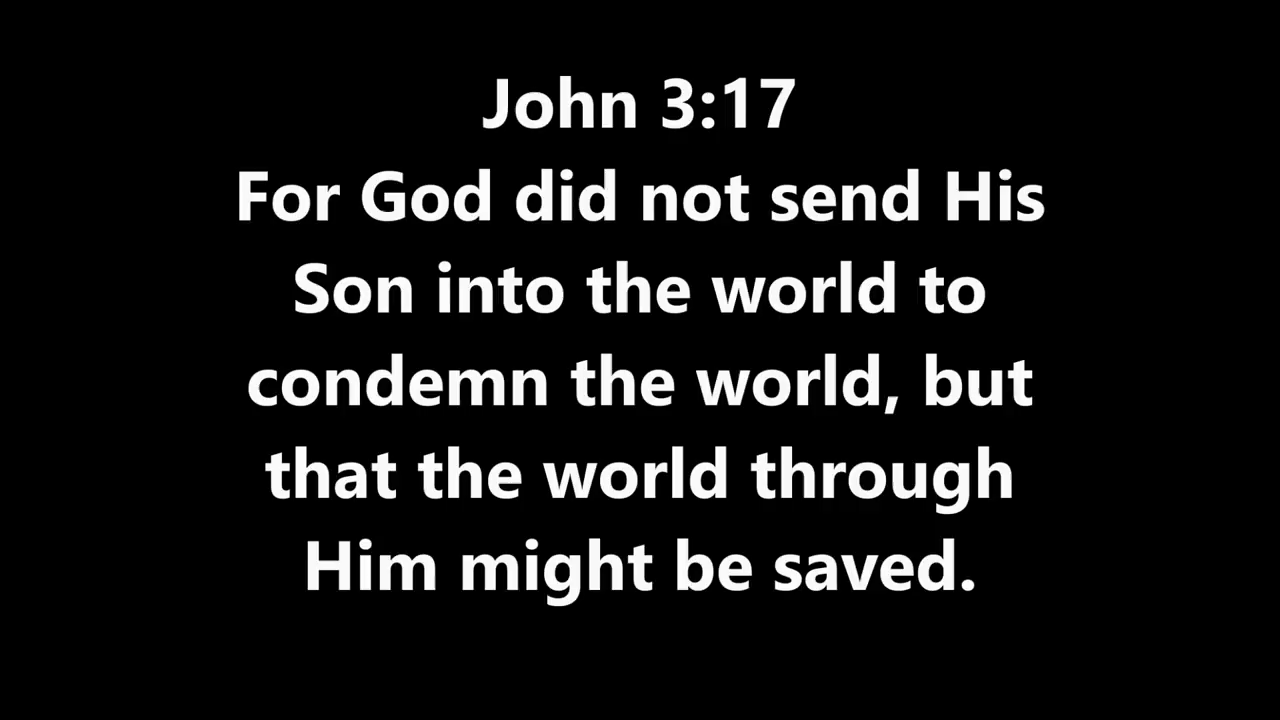 John 3:17
For God did not send His
Son into the world to
condemn the world, but
that the world through
Him might be saved.